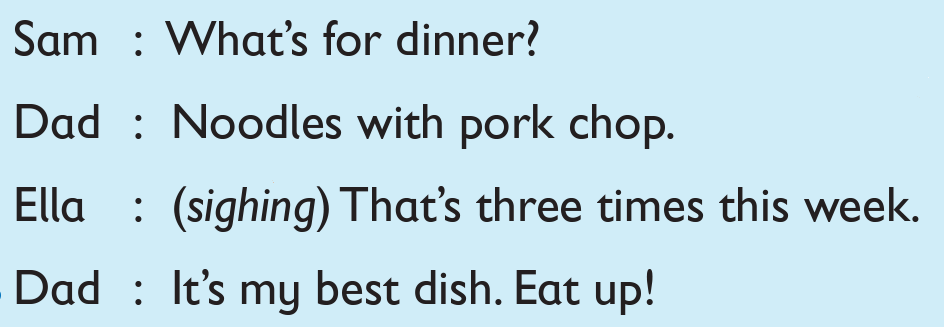 Sam : What's for dinner?
Dad : Noodles with pork chop.
Ella : (sighing) That's three times this week.
Dad : It's my best dish. Eat up!